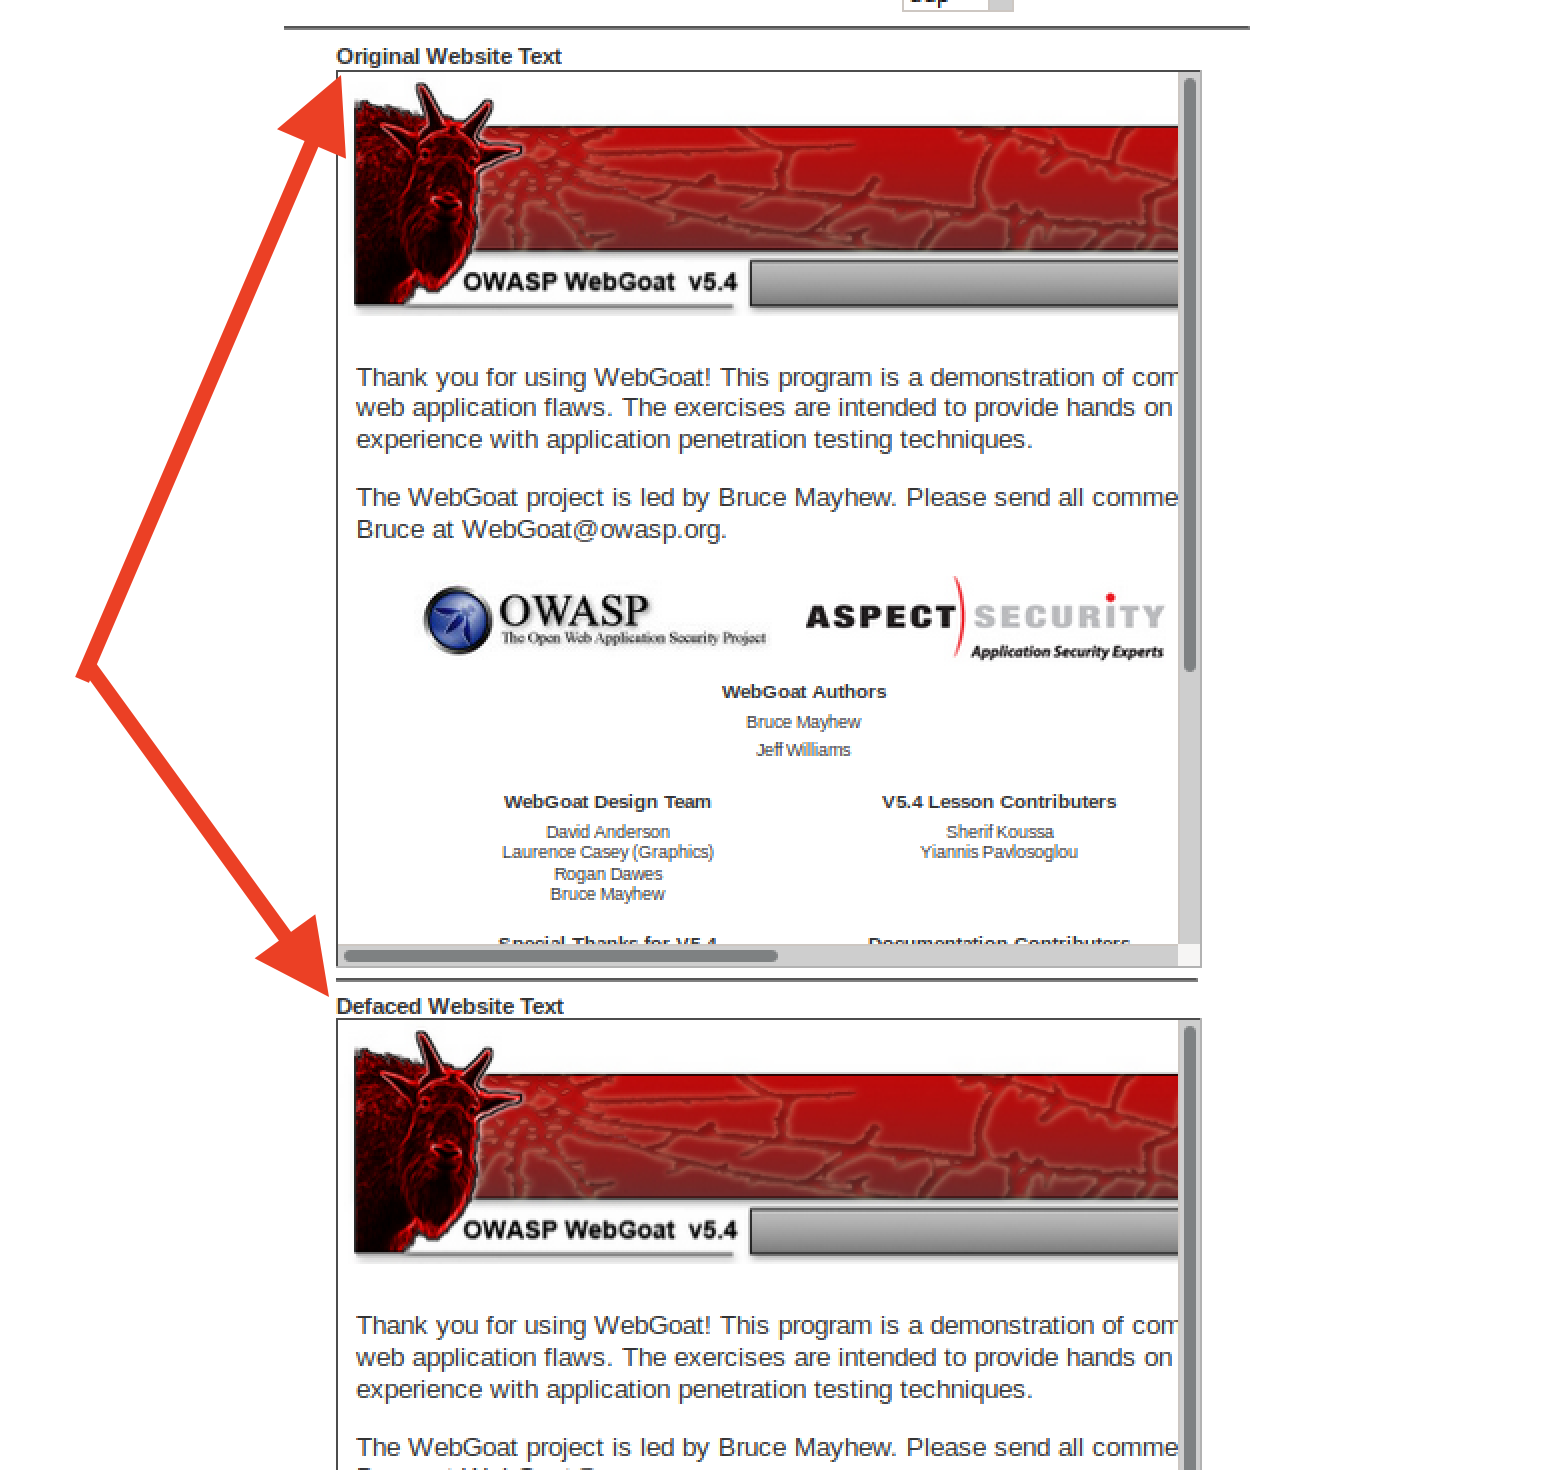 Original Website Text
OWASP WebGoat v5.4
Thank you for using WebGoat! This program is a demonstration of com
web application flaws. The exercises are intended to provide hands on
experience with application penetration testing techniques.
The WebGoat project is led by Bruce Mayhew. Please send all comme
Bruce at WebGoat@owasp.org.
OWASP
The Open Web Application Security Project
ASPECT SECURITY
Application Security Experts
WebGoat Authors
Bruce Mayhew
Jeff Williams
WebGoat Design Team
David Anderson
Laurence Casey (Graphics)
Rogan Dawes
Bruce Mayhew
V5.4 Lesson Contributers
Sherif Koussa
Yiannis Pavlosoglou
Special Thanks for V5.4
Documentation Contributers
Defaced Website Text
OWASP WebGoat v5.4
Thank you for using WebGoat! This program is a demonstration of com
web application flaws. The exercises are intended to provide hands on
experience with application penetration testing techniques.
The WebGoat project is led by Bruce Mayhew. Please send all comme